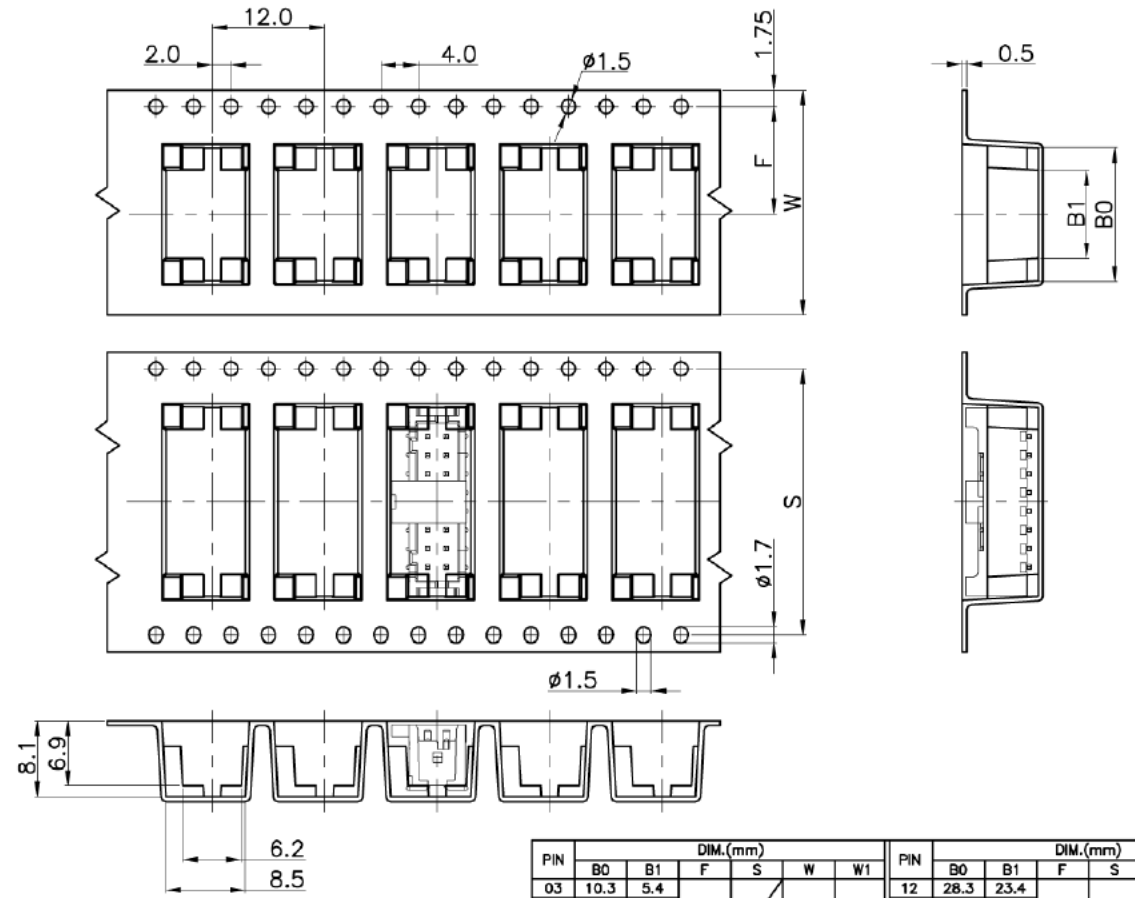 12.0
2.0
4.0
ø1.5
1.75
0.5
F
W
B1
B0
S
ø1.7
ø1.5
8.1
6.9
6.2
8.5
PIN DIM.(mm) PIN DIM.(mm)
B0 B1 F S W W1 B0 B1 F S
03 10.3 5.4 12 28.3 23.4